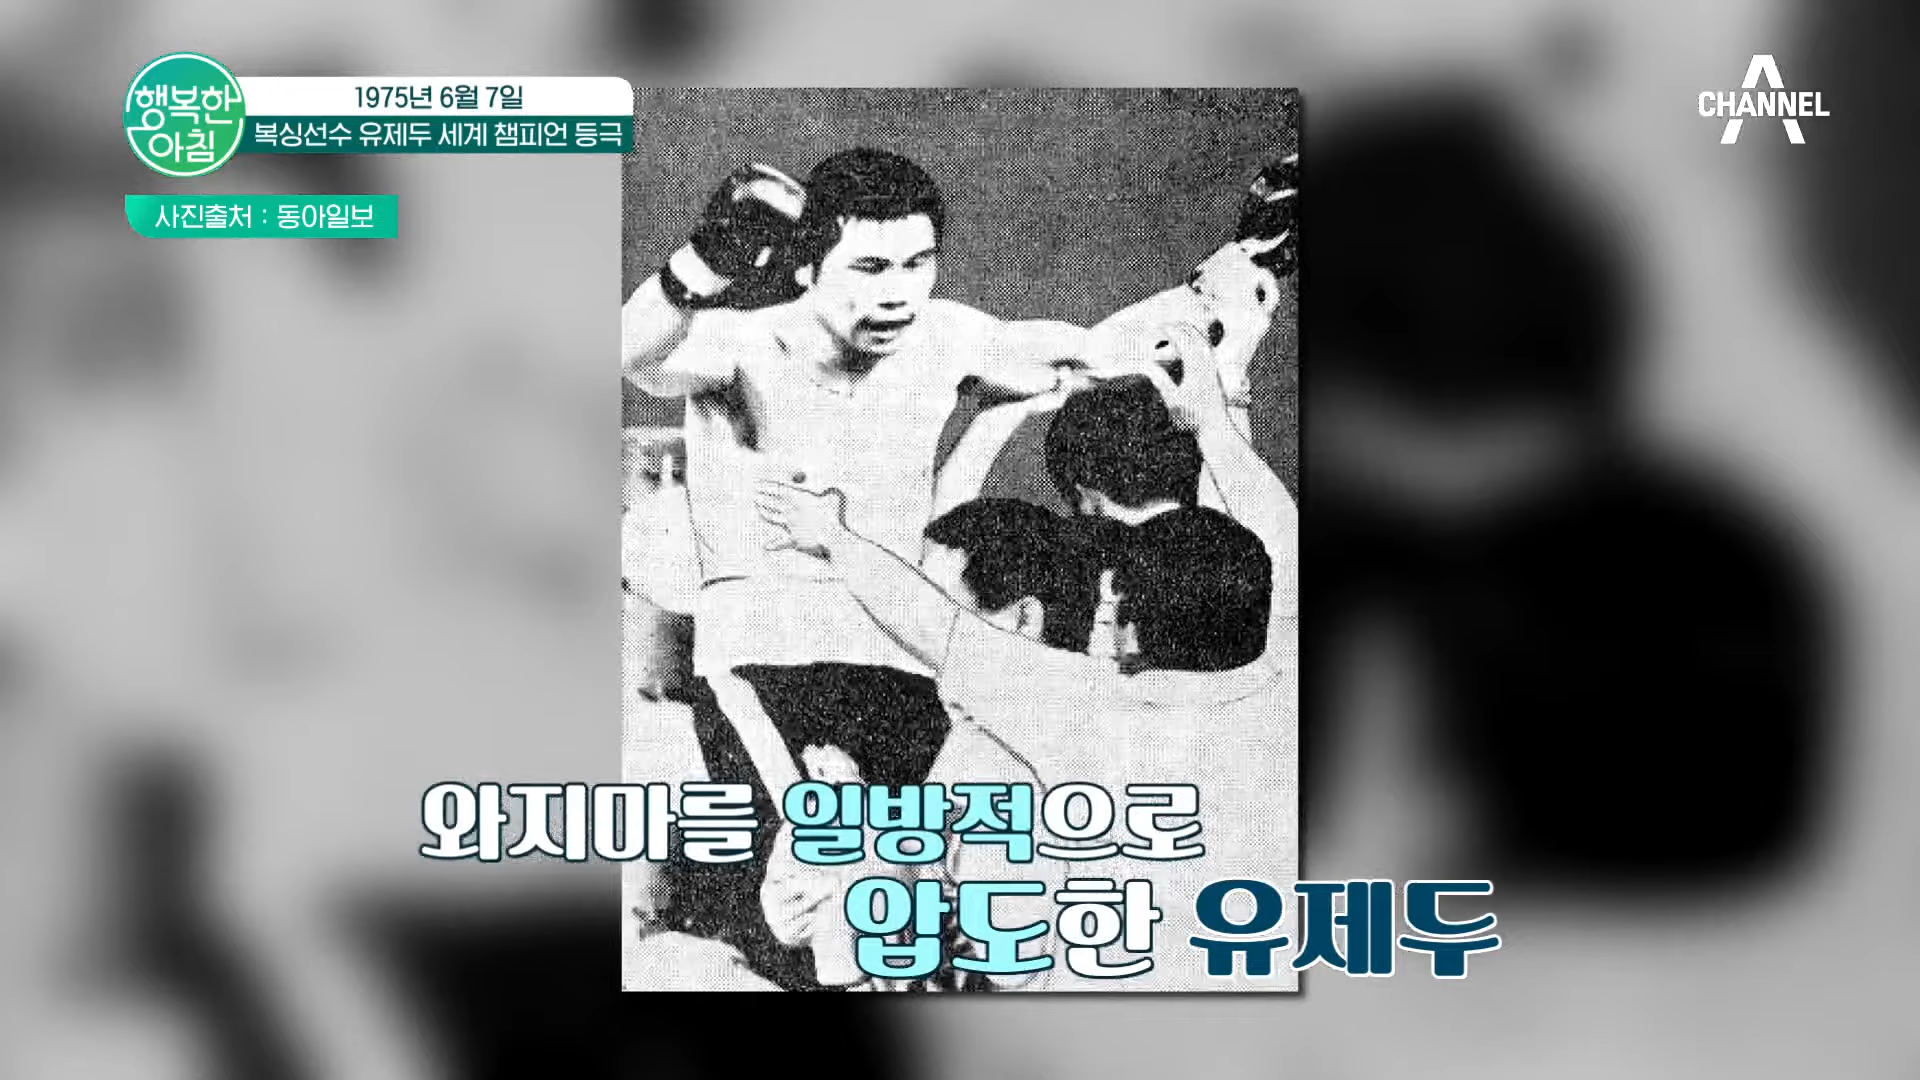 행복한
아침
1975년 6월 7일
복싱선수 유제두 세계 챔피언 등극
사진출처 : 동아일보
CHANNEL A
와지마를 일방적으로
압도한 유제두